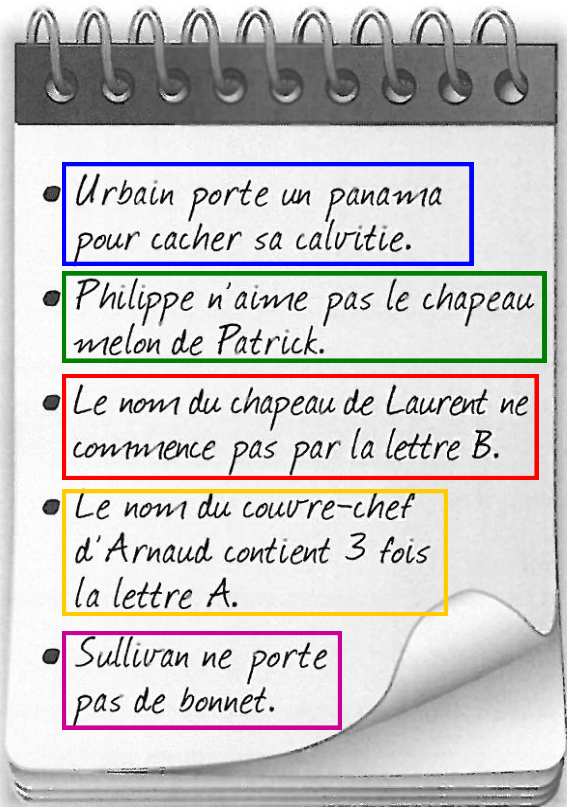 Urbain porte un panama
pour cacher sa calvitie.
Philippe n'aime pas le chapeau
melon de Patrick.
Le nom du chapeau de Laurent ne
commence pas par la lettre B.
Le nom du couvre-chef
d'Arnaud contient 3 fois
la lettre A.
Sullivan ne porte
pas de bonnet.